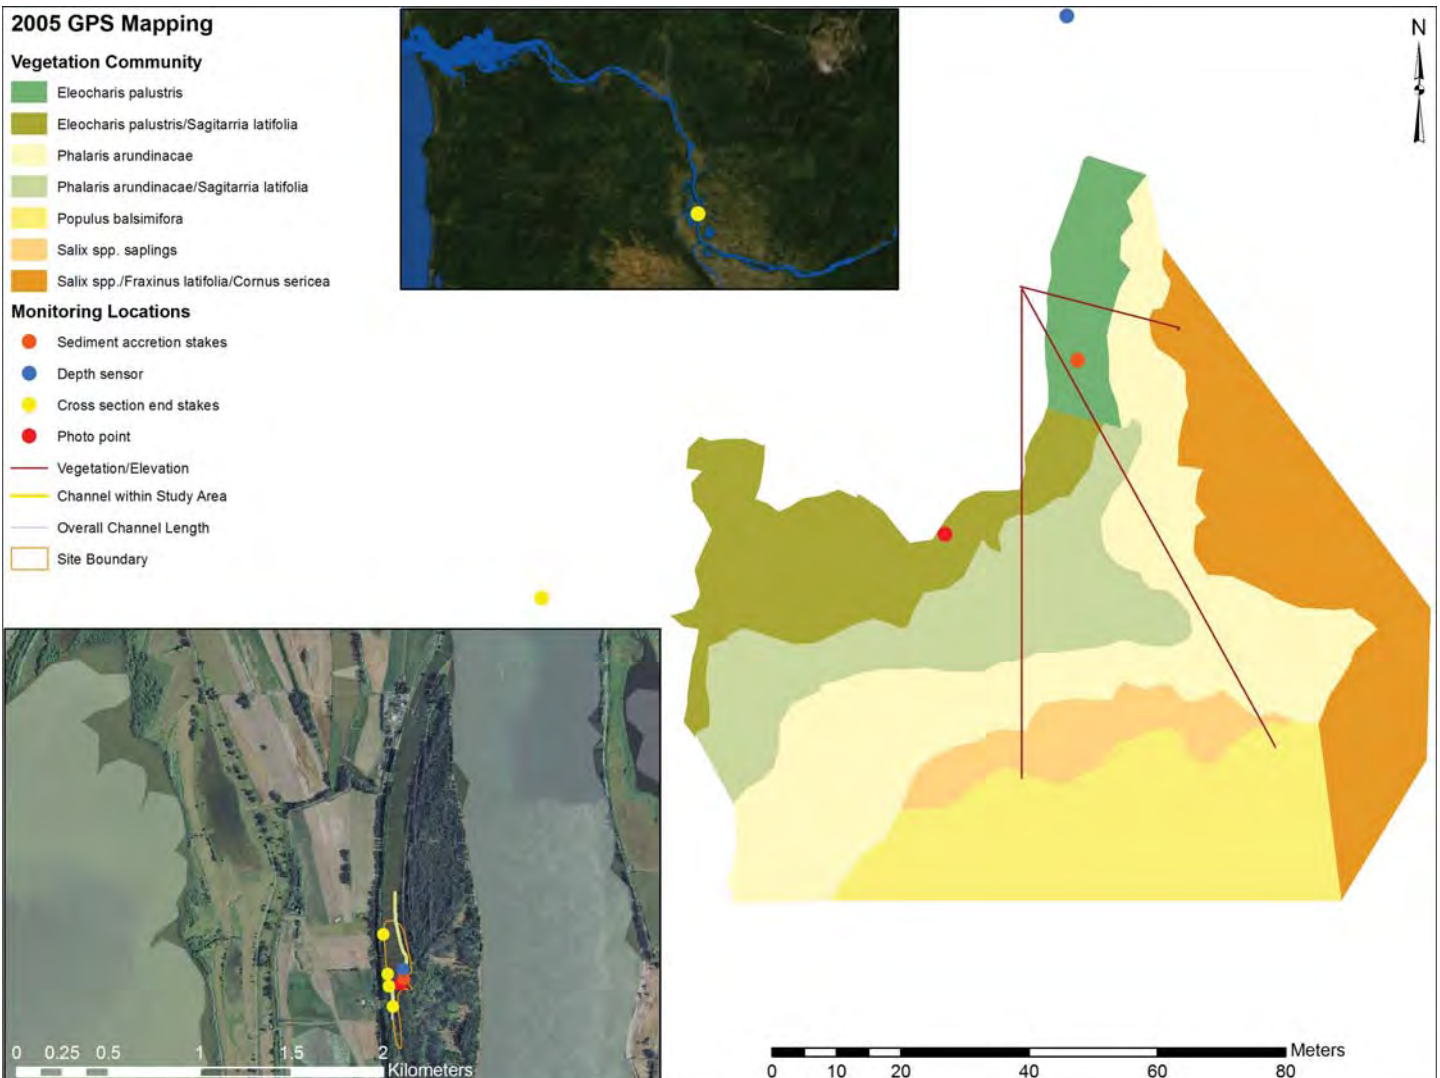 2005 GPS Mapping
Vegetation Community
Eleocharis palustris
Eleocharis palustris/Sagitarria latifolia
Phalaris arundinacae
Phalaris arundinacae/Sagitarria latifolia
Populus balsimifora
Salix spp. saplings
Salix spp./Fraxinus latifolia/Cornus sericea
Monitoring Locations
Sediment accretion stakes
Depth sensor
Cross section end stakes
Photo point
Vegetation/Elevation
Channel within Study Area
Overall Channel Length
Site Boundary
N
0 0.25 0.5 1 1.5 2
Kilometers
Meters
0 10 20 40 60 80